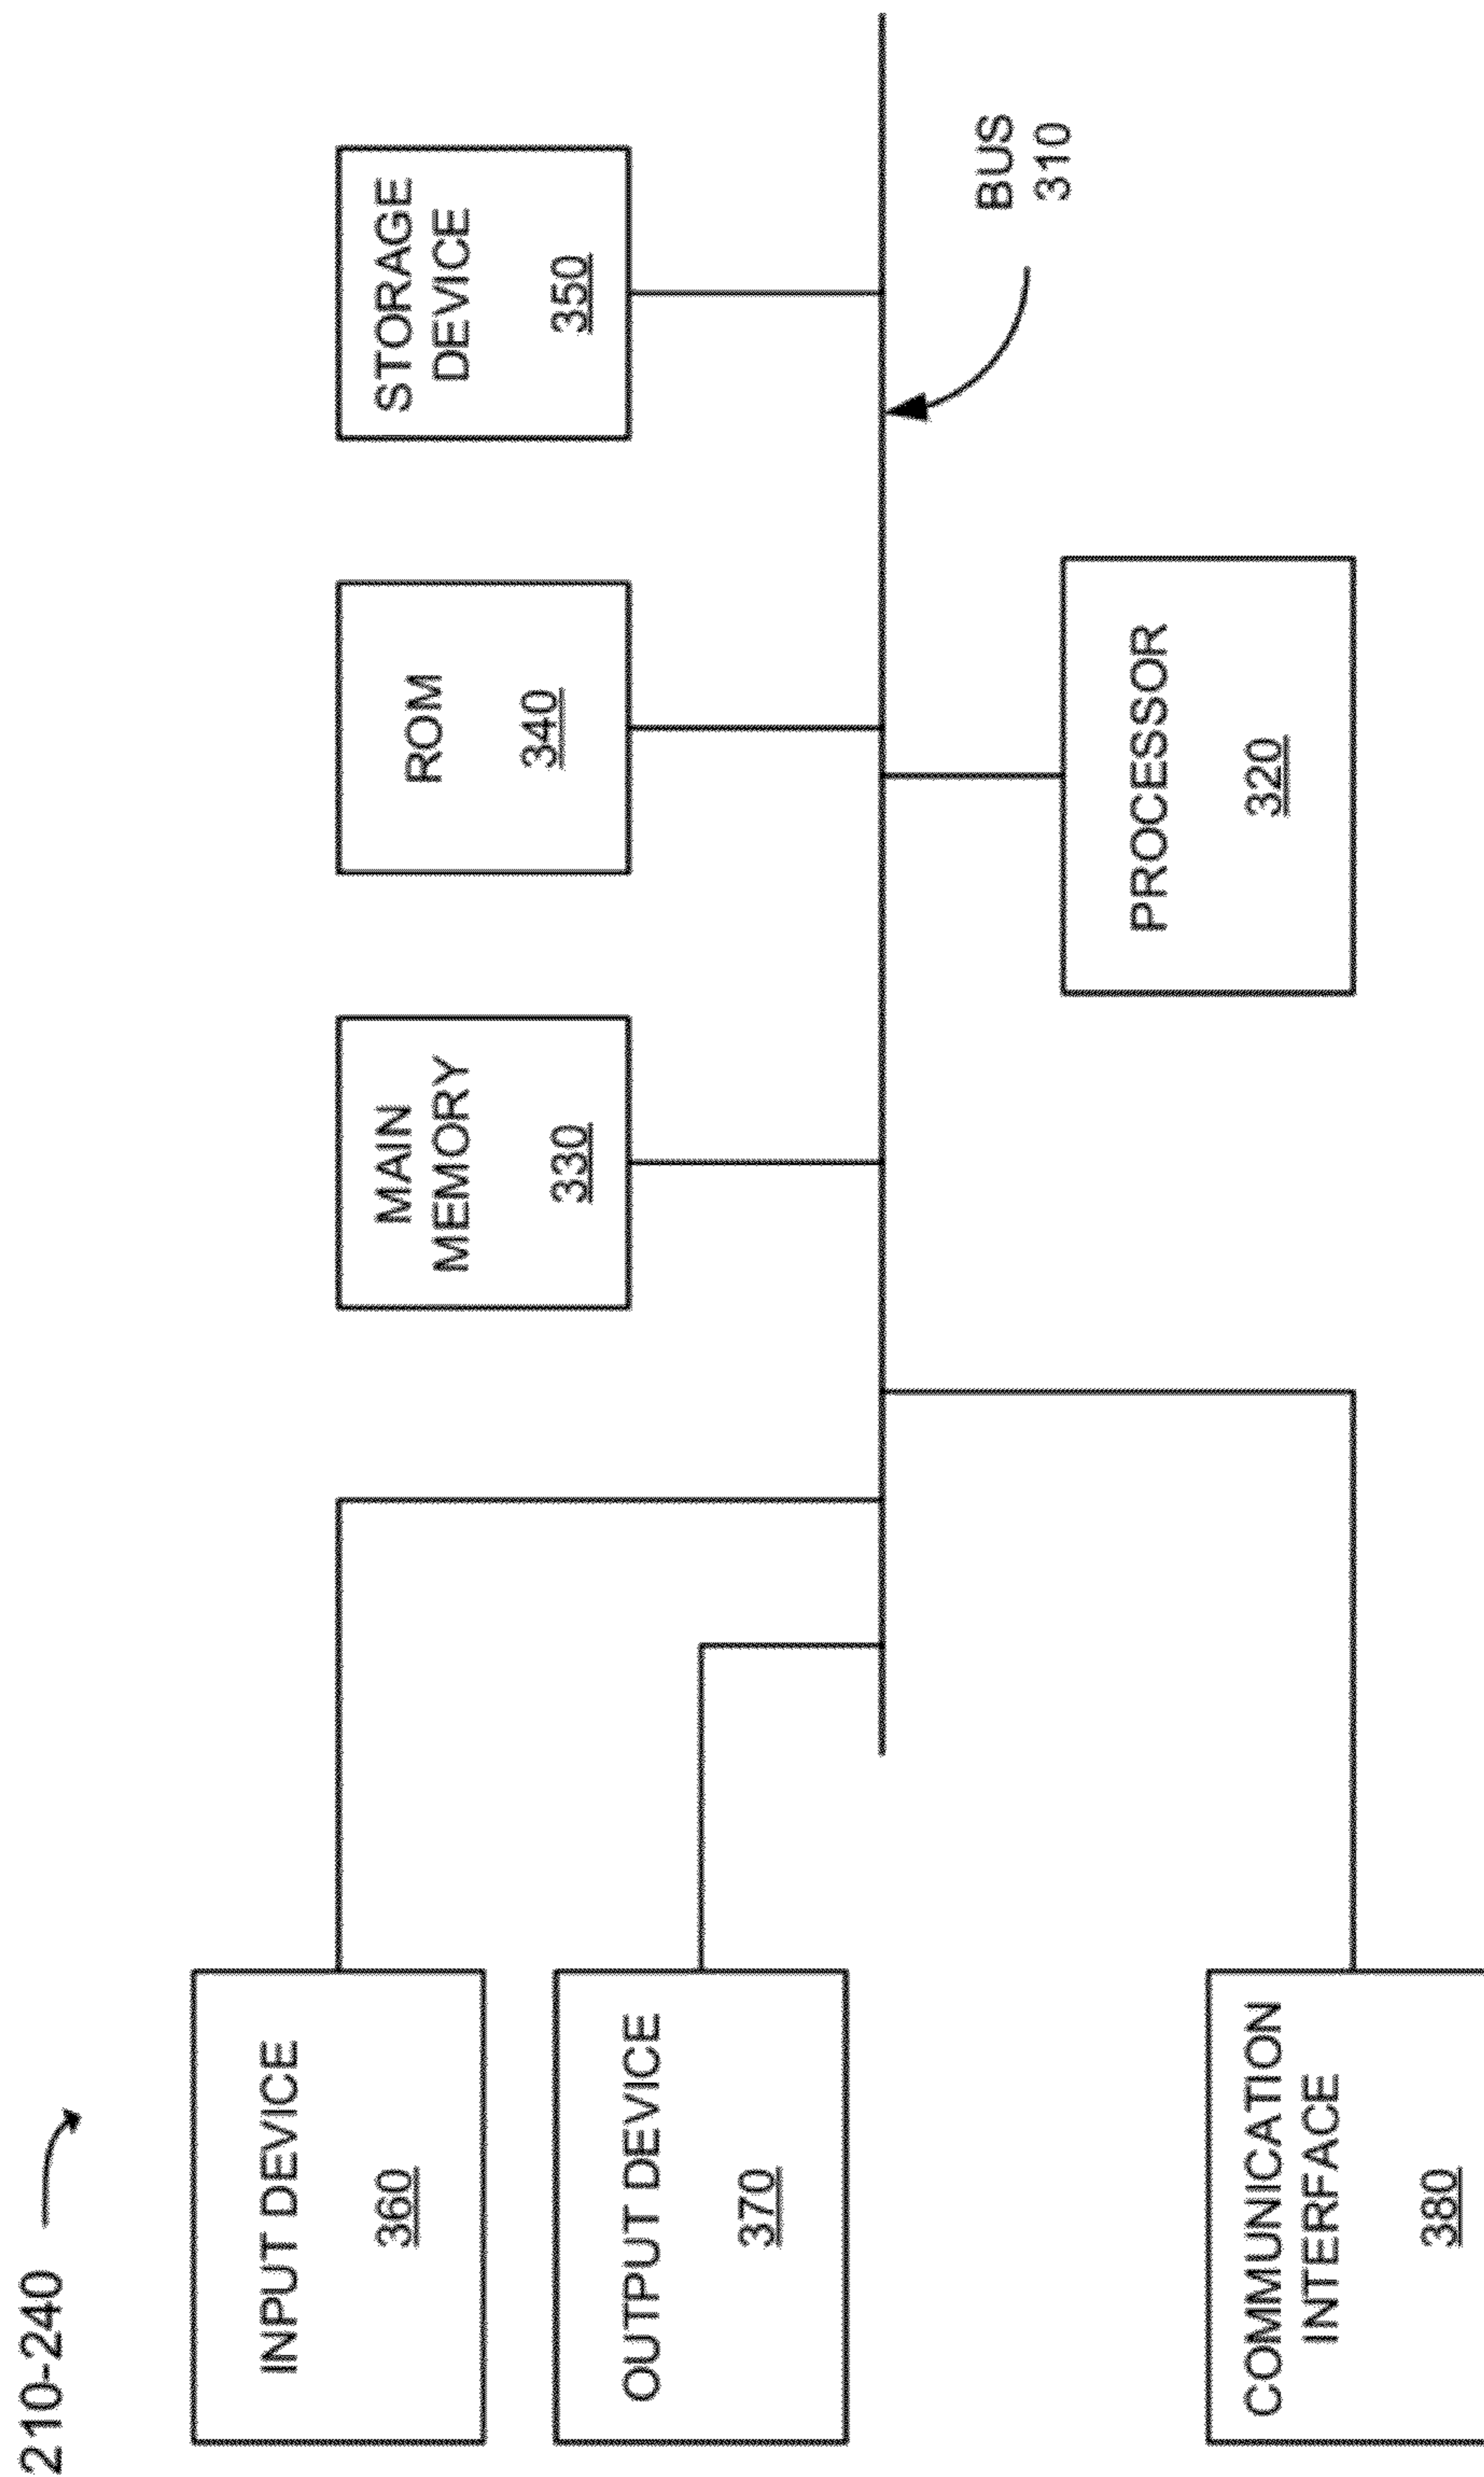 210-240
INPUT DEVICE
360
OUTPUT DEVICE
370
COMMUNICATION
INTERFACE
380
MAIN
MEMORY
330
ROM
340
STORAGE
DEVICE
350
BUS
310
PROCESSOR
320